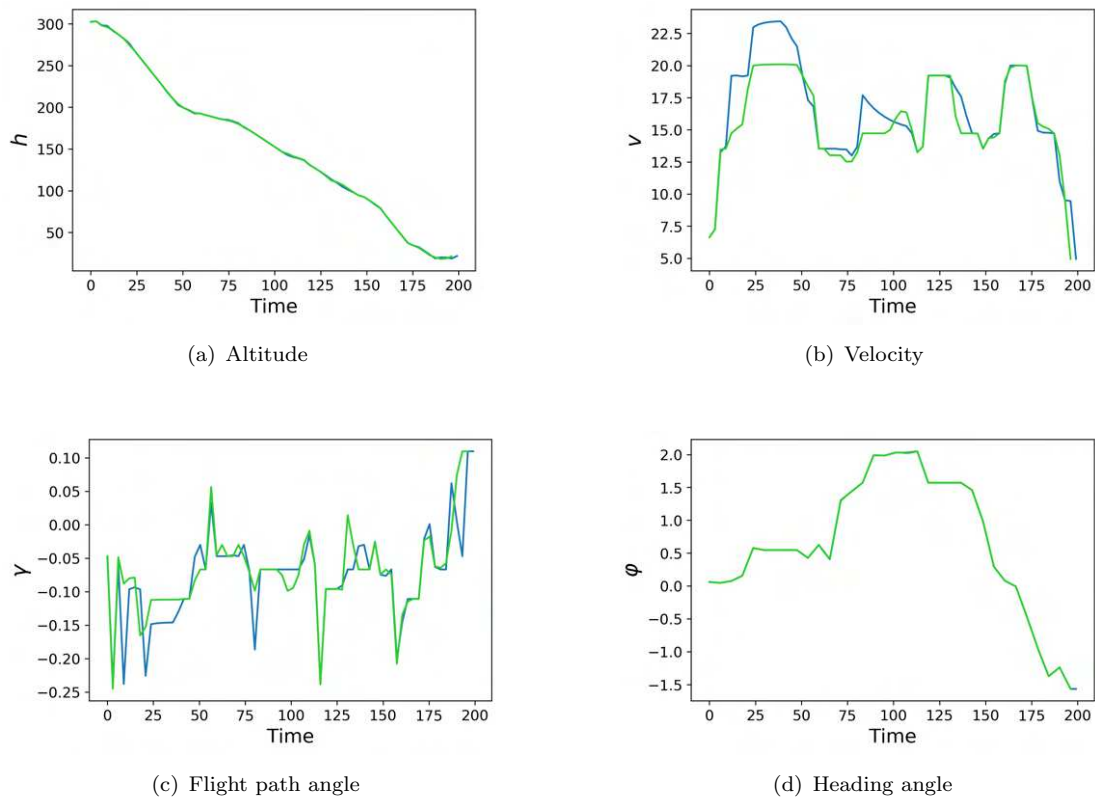 300
250
200
150
100
50
h
0 25 50 75 100 125 150 175 200
Time
(a) Altitude
22.5
20.0
17.5
15.0
12.5
10.0
7.5
5.0
v
0 25 50 75 100 125 150 175 200
Time
(b) Velocity
0.10
0.05
0.00
−0.05
−0.10
−0.15
−0.20
−0.25
γ
0 25 50 75 100 125 150 175 200
Time
(c) Flight path angle
2.0
1.5
1.0
0.5
0.0
−0.5
−1.0
−1.5
φ
0 25 50 75 100 125 150 175 200
Time
(d) Heading angle